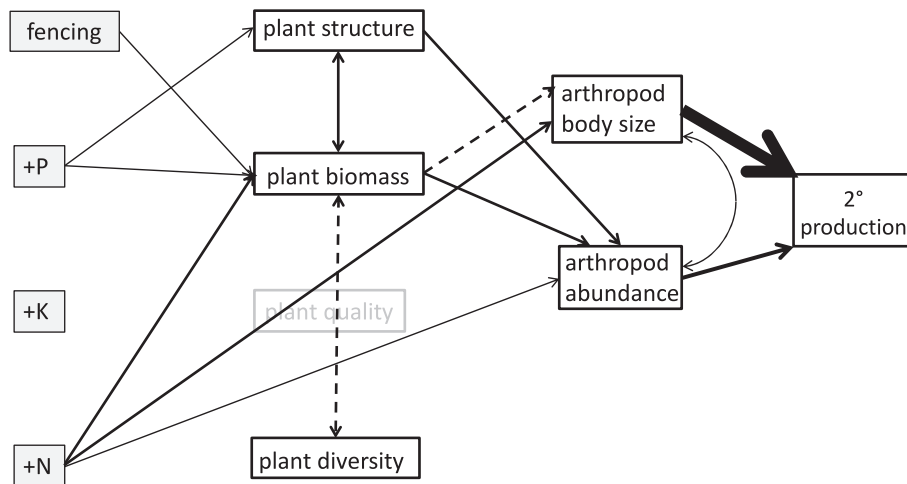 fencing
plant structure
arthropod
body size
+P
plant biomass
2°
production
arthropod
abundance
+K
plant quality
+N
plant diversity